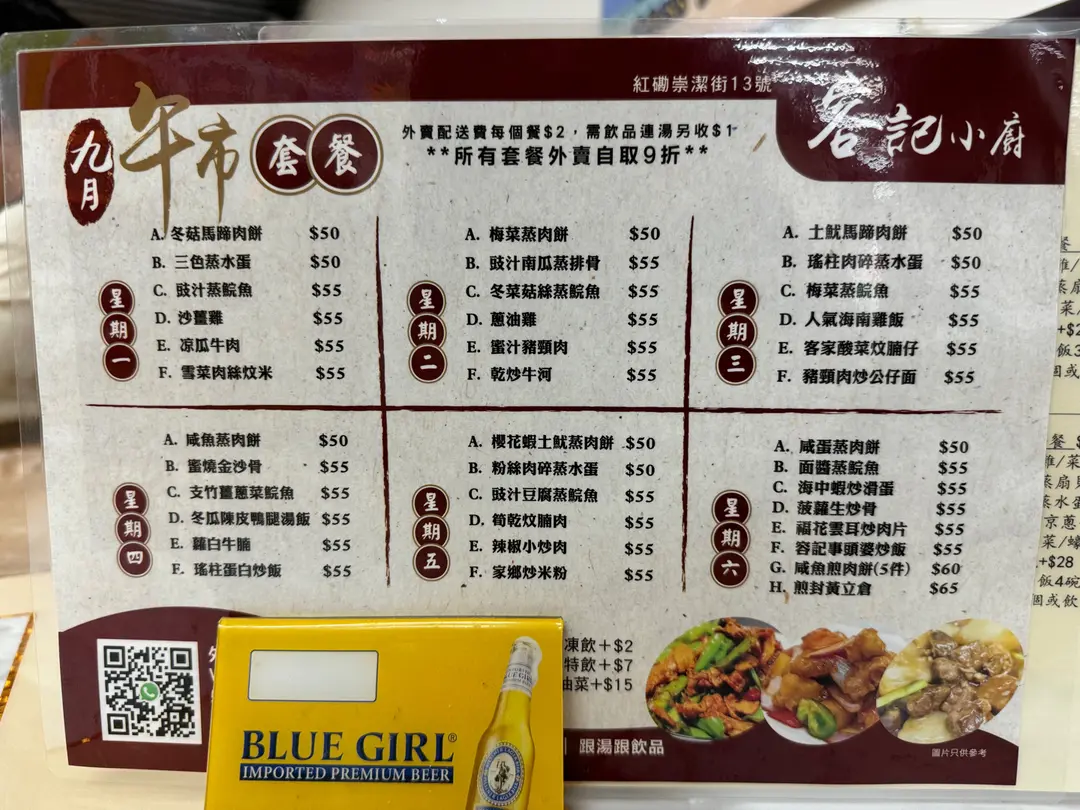 紅磡崇潔街13號
容記小廚
九月
午市套餐
外賣配送費每個餐$2，需飲品連湯另收$1
**所有套餐外賣自取9折**
星期一
A. 冬菇馬蹄肉餅 $50
B. 三色蒸水蛋 $50
C. 豉汁蒸鯇魚 $55
D. 沙薑雞 $55
E. 凉瓜牛肉 $55
F. 雪菜肉絲炆米 $55
星期二
A. 梅菜蒸肉餅 $50
B. 豉汁南瓜蒸排骨 $55
C. 冬菜菇絲蒸鯇魚 $55
D. 蔥油雞 $55
E. 蜜汁豬頸肉 $55
F. 乾炒牛河 $55
星期三
A. 土魷馬蹄肉餅 $50
B. 瑤柱肉碎蒸水蛋 $50
C. 梅菜蒸鯇魚 $55
D. 人氣海南雞飯 $55
E. 客家酸菜炆腩仔 $55
F. 豬頸肉炒公仔面 $55
星期四
A. 咸魚蒸肉餅 $50
B. 蜜燒金沙骨 $55
C. 支竹薑蔥菜鯇魚 $55
D. 冬瓜陳皮鴨腿湯飯 $55
E. 蘿白牛腩 $55
F. 瑤柱蛋白炒飯 $55
星期五
A. 櫻花蝦土魷蒸肉餅 $50
B. 粉絲肉碎蒸水蛋 $50
C. 豉汁豆腐蒸鯇魚 $55
D. 筍乾炆腩肉 $55
E. 辣椒小炒肉 $55
F. 家鄉炒米粉 $55
星期六
A. 咸蛋蒸肉餅 $50
B. 面醬蒸鯇魚 $55
C. 海中蝦炒滑蛋 $55
D. 菠蘿生炒骨 $55
E. 福花雲耳炒肉片 $55
F. 容記事頭婆炒飯 $55
G. 咸魚煎肉餅(5件) $60
H. 煎封黃立倉 $65
凍飲+$2
特飲+$7
油菜+$15
跟湯跟飲品
圖片只供參考
BLUE GIRL®
IMPORTED PREMIUM BEER